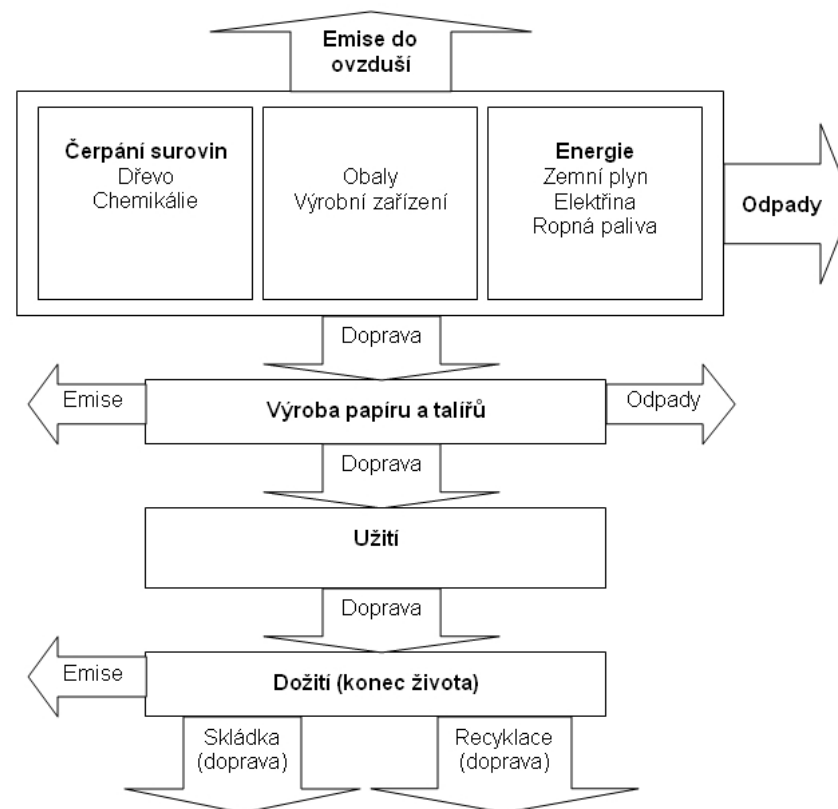 Emise do
ovzduší
Čerpání surovin
Dřevo
Chemikálie
Obaly
Výrobní zařízení
Energie
Zemní plyn
Elektřina
Ropná paliva
Odpady
Doprava
Emise
Výroba papíru a talířů
Odpady
Doprava
Užití
Doprava
Emise
Dožití (konec života)
Skládka
(doprava)
Recyklace
(doprava)